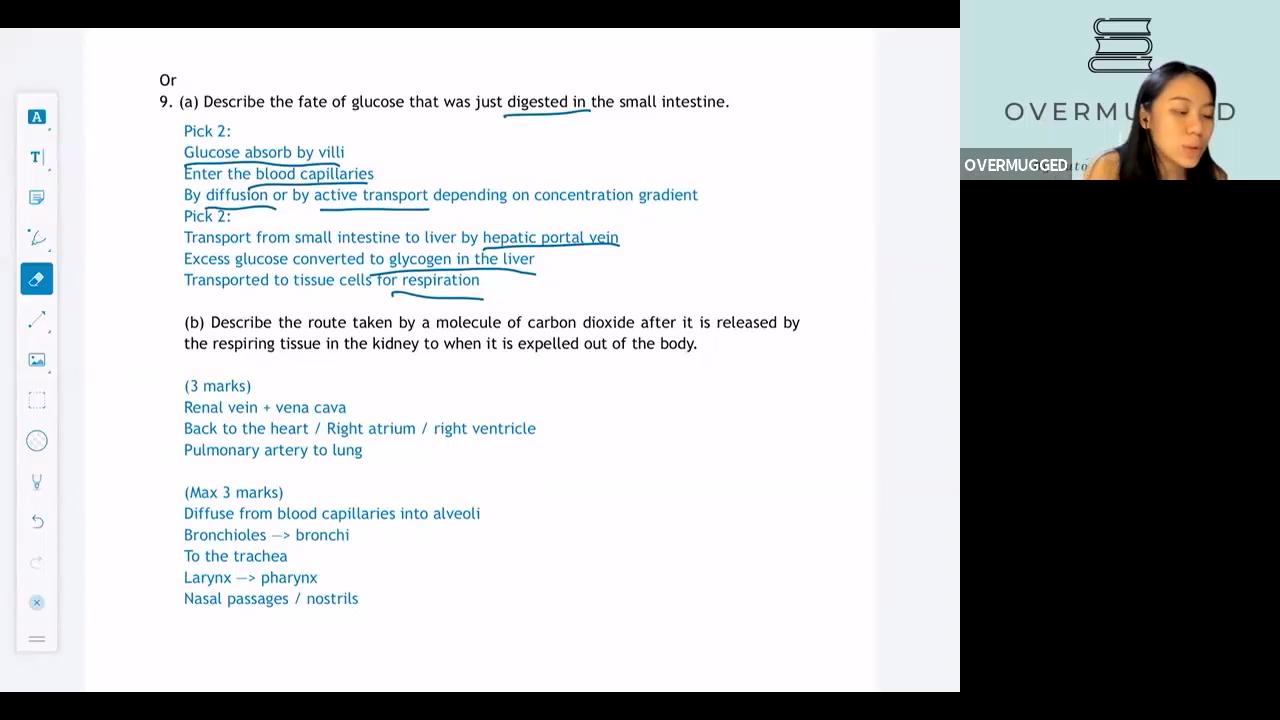 Or
9. (a) Describe the fate of glucose that was just digested in the small intestine.
Pick 2:
Glucose absorb by villi
Enter the blood capillaries
By diffusion or by active transport depending on concentration gradient
Pick 2:
Transport from small intestine to liver by hepatic portal vein
Excess glucose converted to glycogen in the liver
Transported to tissue cells for respiration
(b) Describe the route taken by a molecule of carbon dioxide after it is released by
the respiring tissue in the kidney to when it is expelled out of the body.
(3 marks)
Renal vein + vena cava
Back to the heart / Right atrium / right ventricle
Pulmonary artery to lung
(Max 3 marks)
Diffuse from blood capillaries into alveoli
Bronchioles —> bronchi
To the trachea
Larynx —> pharynx
Nasal passages / nostrils
A
T
OVERMU D
OVERMUGGED